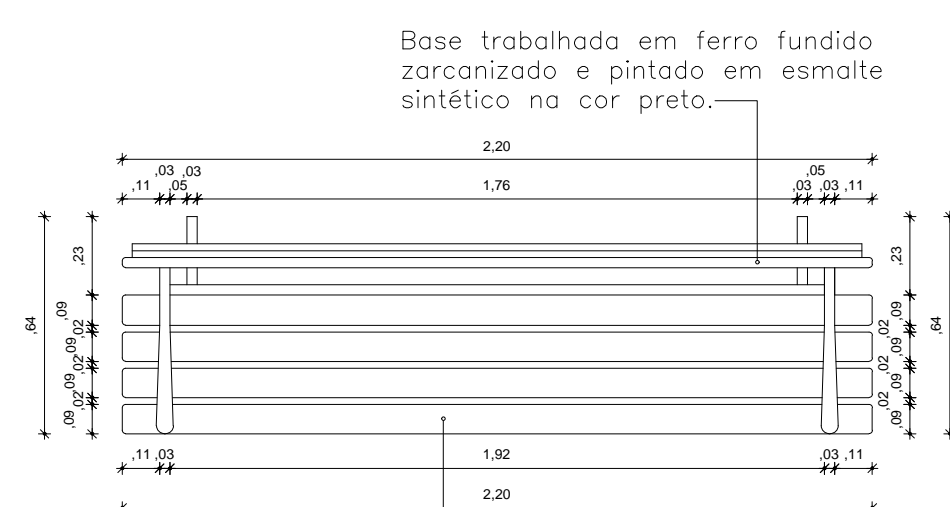 Base trabalhada em ferro fundido
zarcanizado e pintado em esmalte
sintético na cor preto.
2,20
,03 ,03 ,05
,11 ,05 1,76 ,03 ,03 ,11
,23 ,23
,64 ,09 ,02 ,09 ,02 ,09 ,02 ,09
,02 ,09 ,02 ,09 ,02 ,09 ,64
,11 ,03 1,92 ,03 ,11
2,20